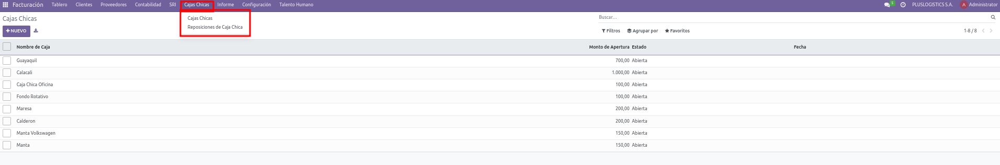 Facturación Tablero Clientes Proveedores Contabilidad SRI Cajas Chicas Informe Configuración Talento Humano 5 PLUSLOGISTICS S.A. A Administrator
Cajas Chicas
Cajas Chicas
Reposiciones de Caja Chica
Buscar...
+ NUEVO
Filtros Agrupar por Favoritos 1-8 / 8
Nombre de Caja Monto de Apertura Estado Fecha
Guayaquil 700,00 Abierta
Calacali 1.000,00 Abierta
Caja Chica Oficina 100,00 Abierta
Fondo Rotativo 100,00 Abierta
Maresa 200,00 Abierta
Calderon 200,00 Abierta
Manta Volkswagen 150,00 Abierta
Manta 150,00 Abierta